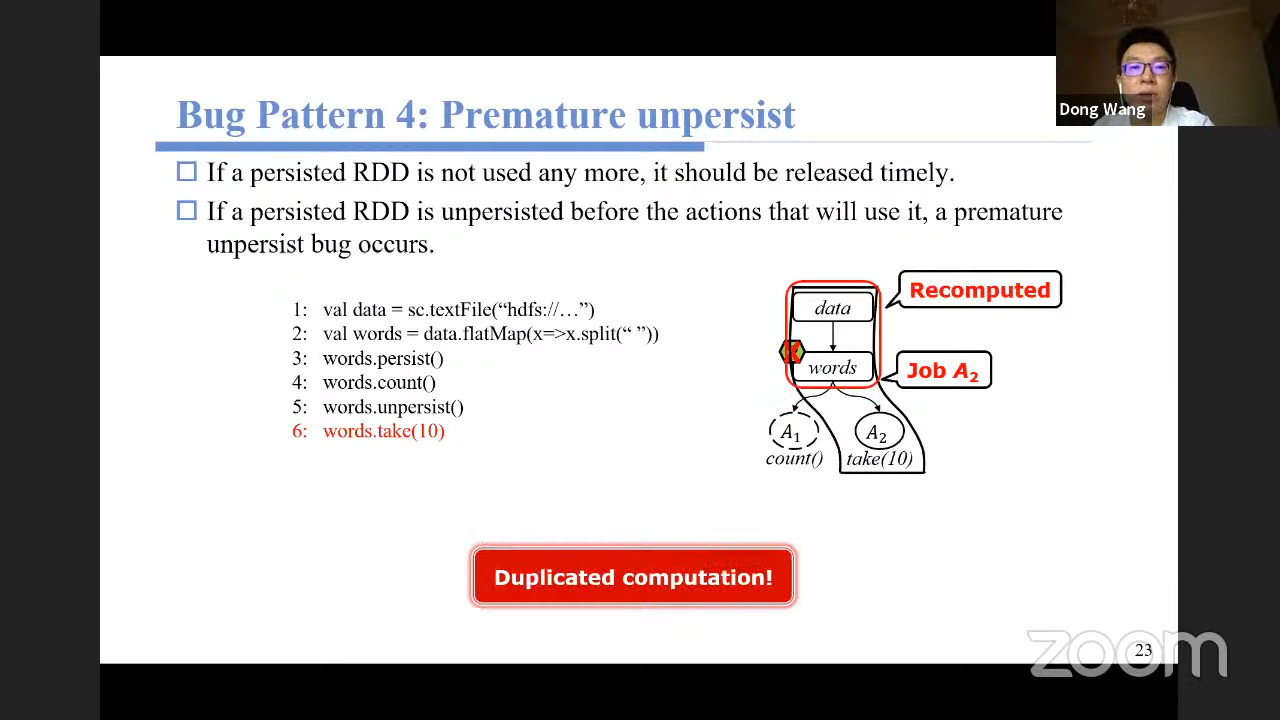 Dong Wang
Bug Pattern 4: Premature unpersist
If a persisted RDD is not used any more, it should be released timely.
If a persisted RDD is unpersisted before the actions that will use it, a premature
unpersist bug occurs.
1: val data = sc.textFile(“hdfs://…”)
2: val words = data.flatMap(x=>x.split(“ ”))
3: words.persist()
4: words.count()
5: words.unpersist()
6: words.take(10)
Recomputed
data
words
Job A2
A1
A2
count()
take(10)
Duplicated computation!
zoom
23